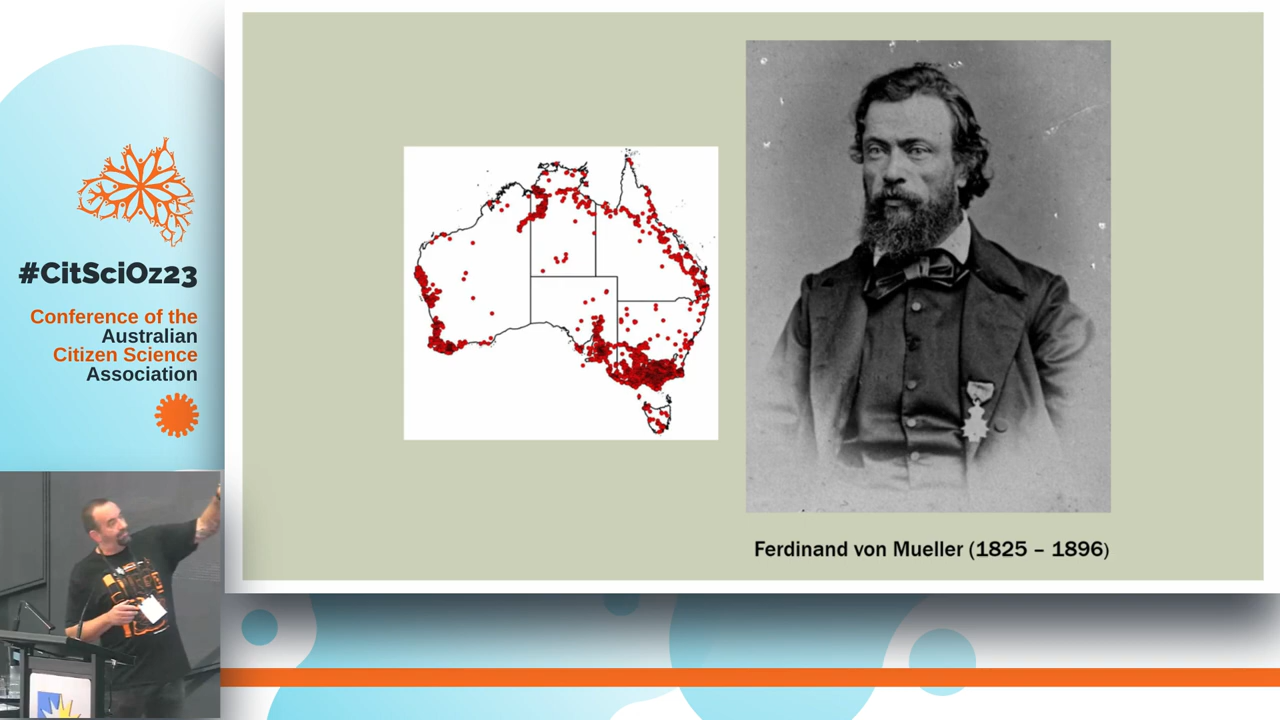 #CitSciOz23
Conference of the
Australian
Citizen Science
Association
Ferdinand von Mueller (1825 – 1896)